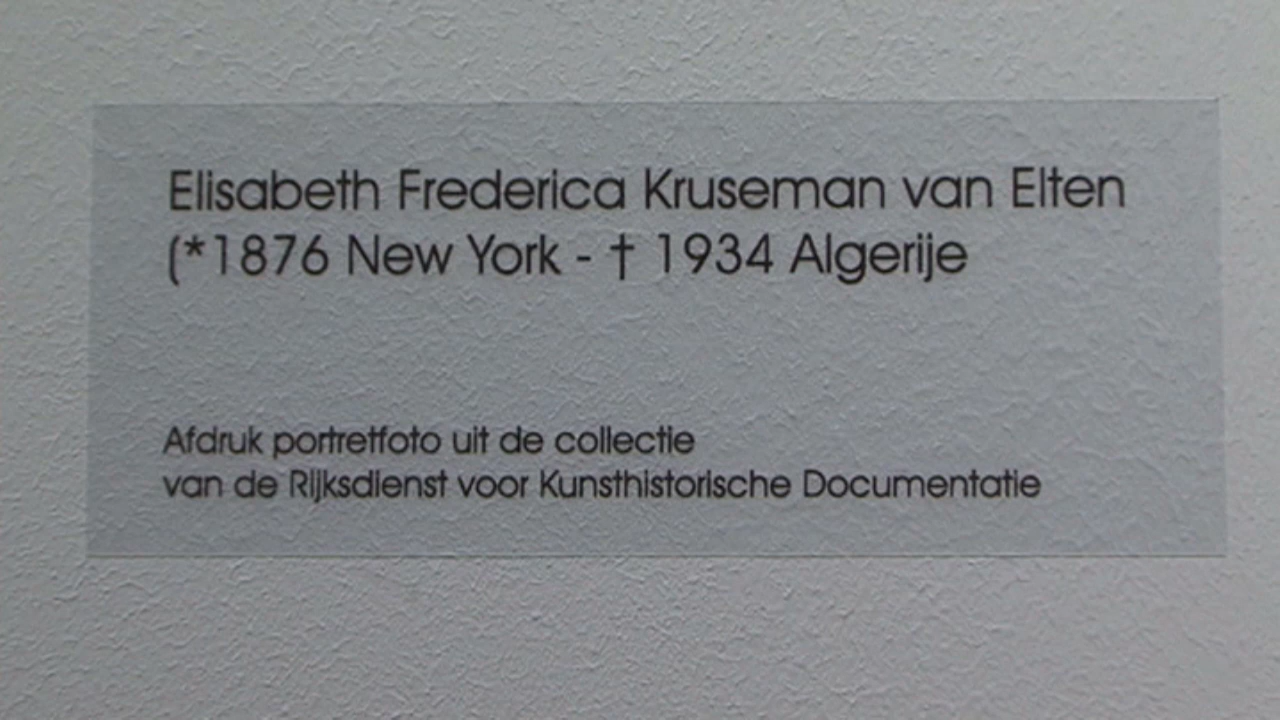 Elisabeth Frederica Kruseman van Elten
(*1876 New York - † 1934 Algerije
Afdruk portretfoto uit de collectie
van de Rijksdienst voor Kunsthistorische Documentatie